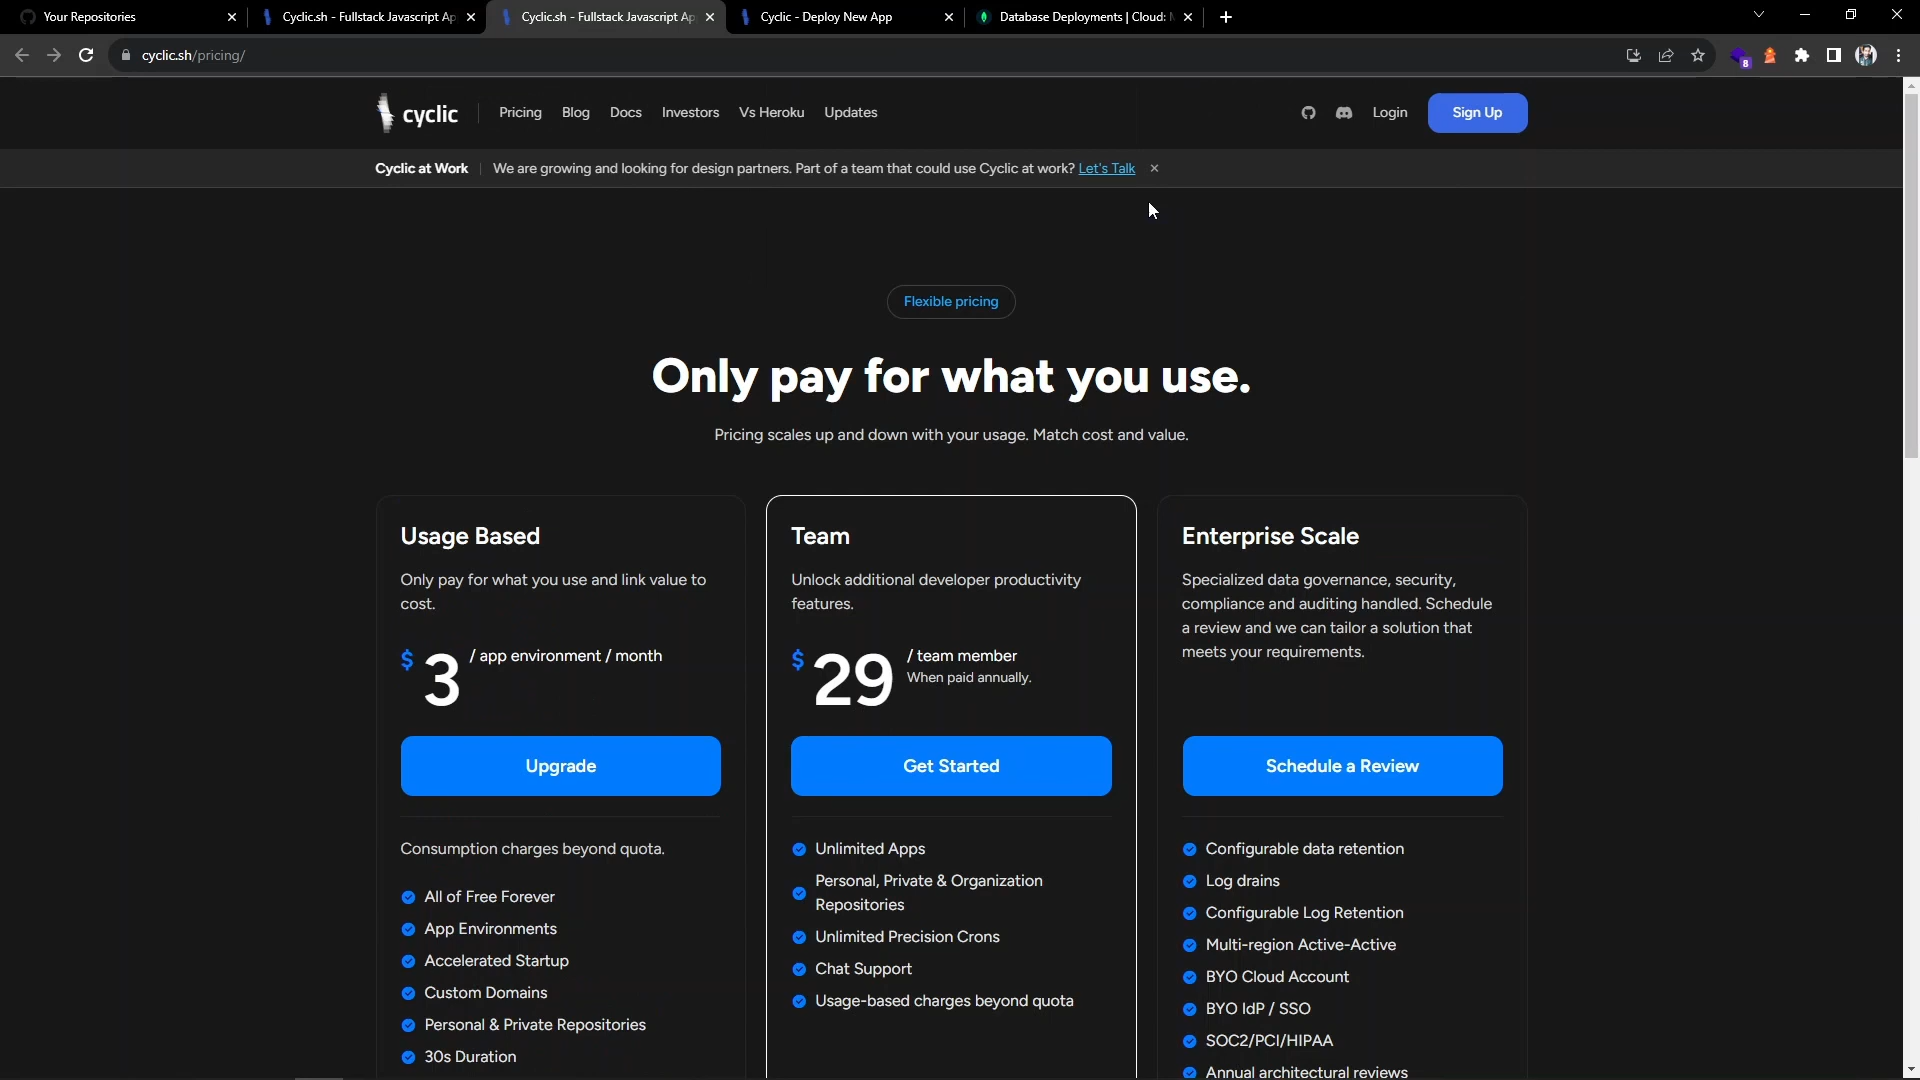 Your Repositories
Cyclic.sh - Fullstack Javascript Ap
Cyclic.sh - Fullstack Javascript Ap
Cyclic - Deploy New App
Database Deployments | Cloud:
cyclic.sh/pricing/
8
cyclic
Pricing
Blog
Docs
Investors
Vs Heroku
Updates
Login
Sign Up
Cyclic at Work
We are growing and looking for design partners. Part of a team that could use Cyclic at work? Let's Talk
Flexible pricing
Only pay for what you use.
Pricing scales up and down with your usage. Match cost and value.
Usage Based
Only pay for what you use and link value to
cost.
$ 3 / app environment / month
Upgrade
Consumption charges beyond quota.
All of Free Forever
App Environments
Accelerated Startup
Custom Domains
Personal & Private Repositories
30s Duration
Team
Unlock additional developer productivity
features.
$ 29 / team member
When paid annually.
Get Started
Unlimited Apps
Personal, Private & Organization
Repositories
Unlimited Precision Crons
Chat Support
Usage-based charges beyond quota
Enterprise Scale
Specialized data governance, security,
compliance and auditing handled. Schedule
a review and we can tailor a solution that
meets your requirements.
Schedule a Review
Configurable data retention
Log drains
Configurable Log Retention
Multi-region Active-Active
BYO Cloud Account
BYO IdP / SSO
SOC2/PCI/HIPAA
Annual architectural reviews